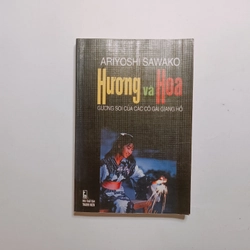 ARIYOSHI SAWAKO
Hương và Hoa
GƯƠNG SOI CỦA CÁC CÔ GÁI GIANG HỒ